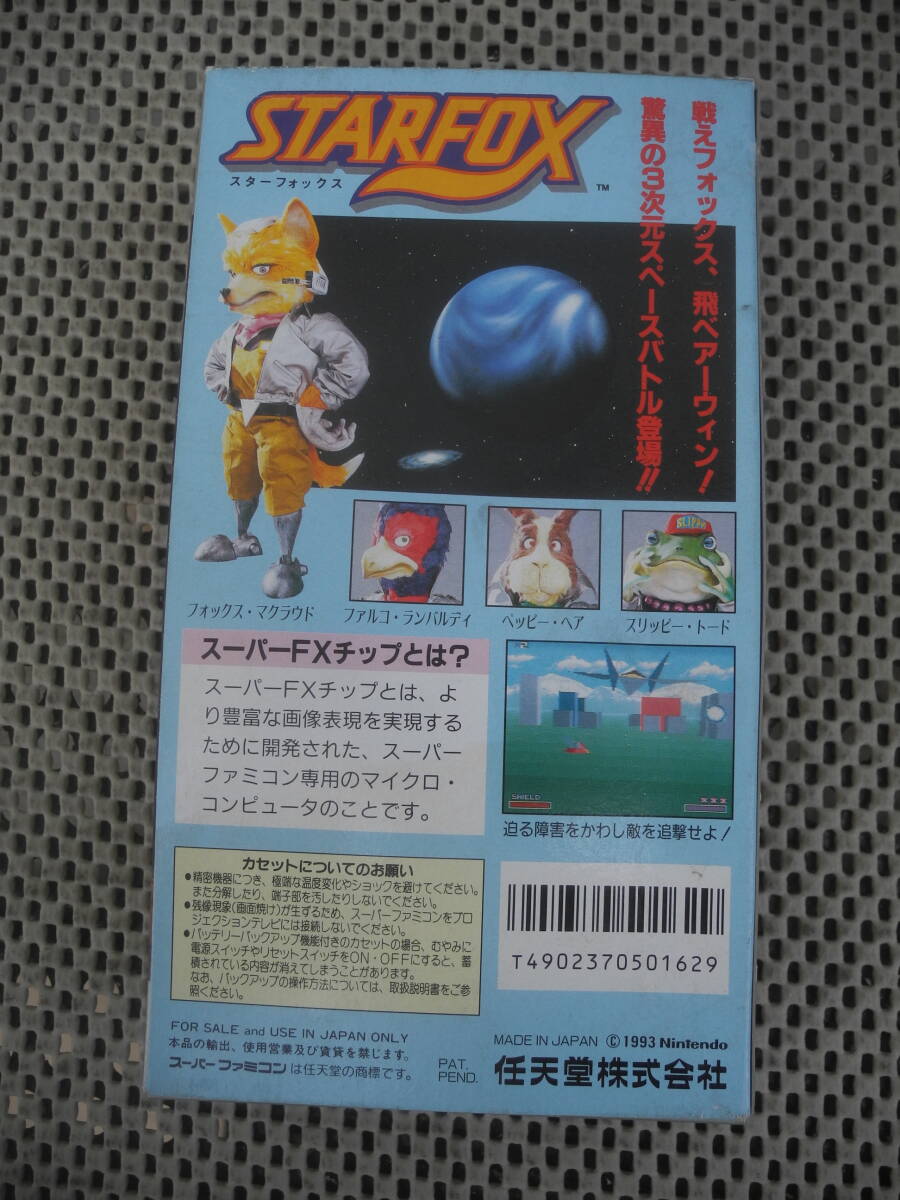 STARFOX
TM
スターフォックス
戦えフォックス、飛べアーウィン!
驚異の3次元スペースバトル登場!!
SLIPPY
フォックス・マクラウド
ファルコ・ランバルディ
ペッピー・ヘア
スリッピー・トード
スーパーFXチップとは?
スーパーFXチップとは、よ
り豊富な画像表現を実現する
ために開発された、スーパー
ファミコン専用のマイクロ・
コンピュータのことです。
SHIELD
迫る障害をかわし敵を追撃せよ!
カセットについてのお願い
●精密機器につき、極端な温度変化やショックを避けてください。
また分解したり、端子部を汚したりしないでください。
●残像現象(画面焼け)が生ずるため、スーパーファミコンをプロ
ジェクションテレビには接続しないでください。
●バッテリーバックアップ機能付きのカセットの場合、むやみに
電源スイッチやリセットスイッチをON・OFFにすると、蓄
積されている内容が消えてしまうことがあります。
なお、バックアップの操作方法については、取扱説明書をご参
照ください。
T4902370501629
FOR SALE and USE IN JAPAN ONLY
本品の輸出、使用営業及び賃貸を禁じます。
スーパーファミコンは任天堂の商標です。
PAT.
PEND.
MADE IN JAPAN ©1993 Nintendo
任天堂株式会社